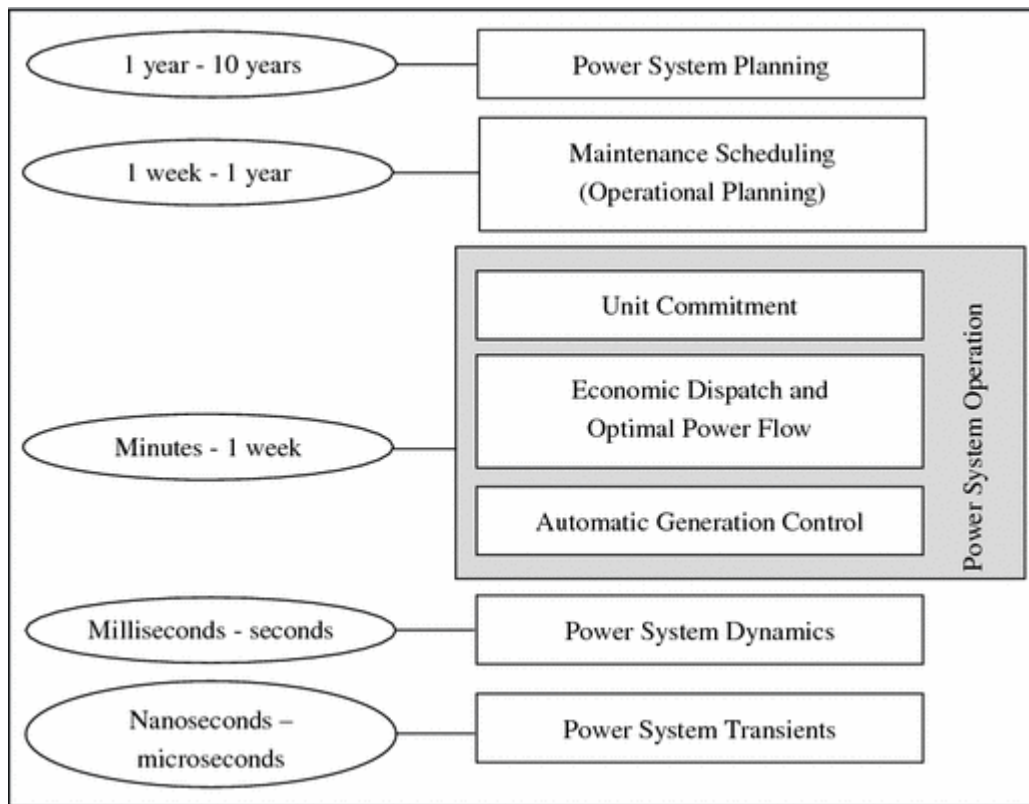 1 year - 10 years
Power System Planning
1 week - 1 year
Maintenance Scheduling
(Operational Planning)
Minutes - 1 week
Unit Commitment
Economic Dispatch and
Optimal Power Flow
Automatic Generation Control
Power System Operation
Milliseconds - seconds
Power System Dynamics
Nanoseconds –
microseconds
Power System Transients